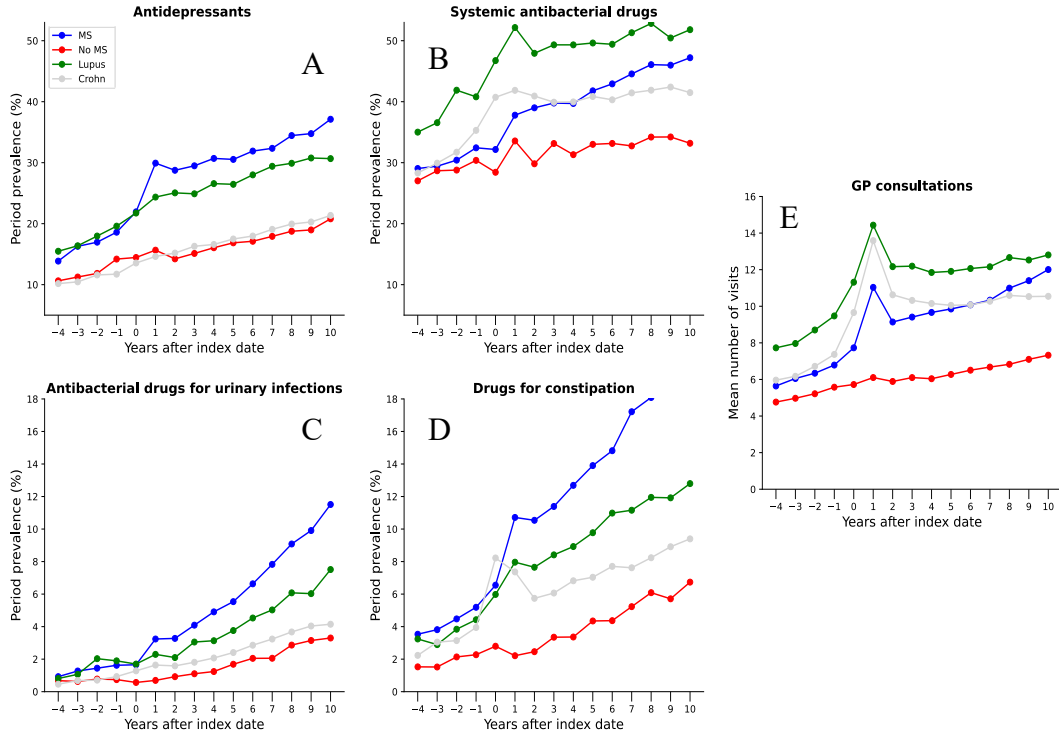 Antidepressants
Period prevalence (%)
50
40
30
20
10
MS
No MS
Lupus
Crohn
A
−4 −3 −2 −1 0 1 2 3 4 5 6 7 8 9 10
Years after index date
Systemic antibacterial drugs
Period prevalence (%)
50
40
30
20
10
B
−4 −3 −2 −1 0 1 2 3 4 5 6 7 8 9 10
Years after index date
Antibacterial drugs for urinary infections
Period prevalence (%)
18
16
14
12
10
8
6
4
2
0
C
−4 −3 −2 −1 0 1 2 3 4 5 6 7 8 9 10
Years after index date
Drugs for constipation
Period prevalence (%)
18
16
14
12
10
8
6
4
2
0
D
−4 −3 −2 −1 0 1 2 3 4 5 6 7 8 9 10
Years after index date
GP consultations
Mean number of visits
16
14
12
10
8
6
4
2
0
E
−4 −3 −2 −1 0 1 2 3 4 5 6 7 8 9 10
Years after index date